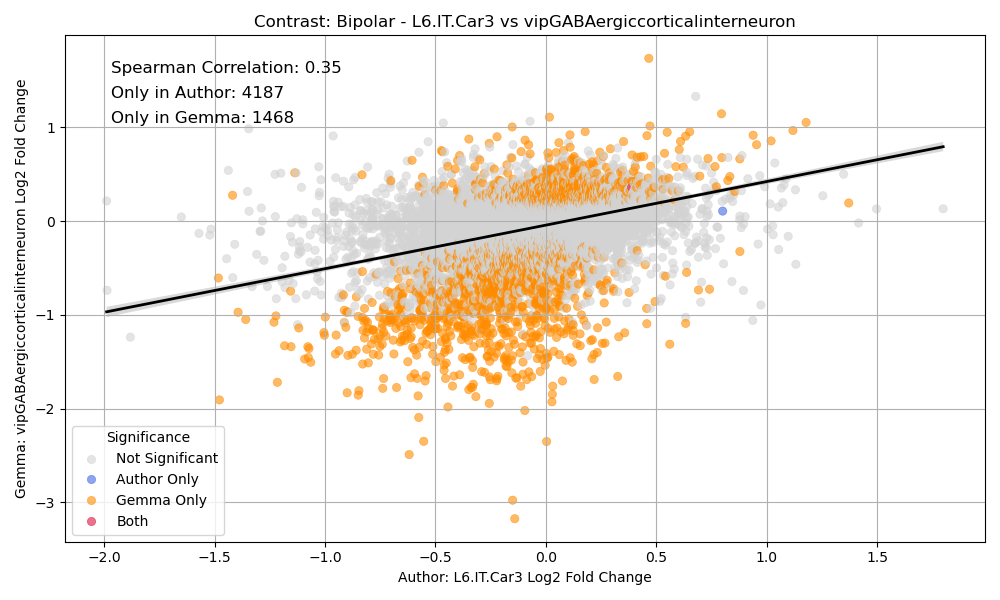 Contrast: Bipolar - L6.IT.Car3 vs vipGABAergiccorticalinterneuron
Spearman Correlation: 0.35
Only in Author: 4187
Only in Gemma: 1468
Gemma: vipGABAergiccorticalinterneuron Log2 Fold Change
1
0
−1
−2
−3
Significance
Not Significant
Author Only
Gemma Only
Both
−2.0 −1.5 −1.0 −0.5 0.0 0.5 1.0 1.5
Author: L6.IT.Car3 Log2 Fold Change